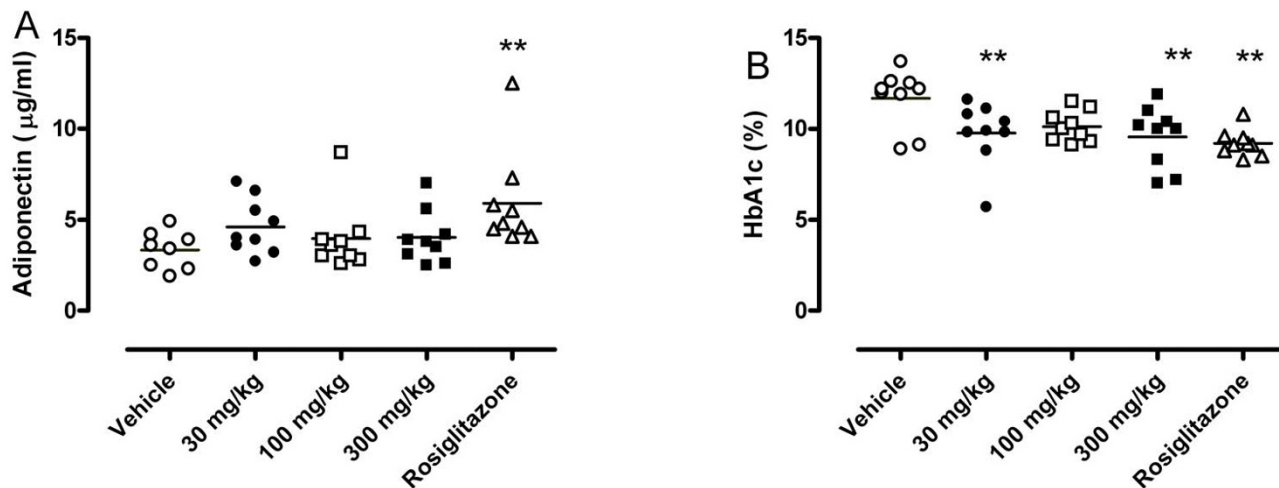 A
Adiponectin ( μg/ml)
15
10
5
0
**
Vehicle
30 mg/kg
100 mg/kg
300 mg/kg
Rosiglitazone
B
HbA1c (%)
15
10
5
0
**
**
**
Vehicle
30 mg/kg
100 mg/kg
300 mg/kg
Rosiglitazone